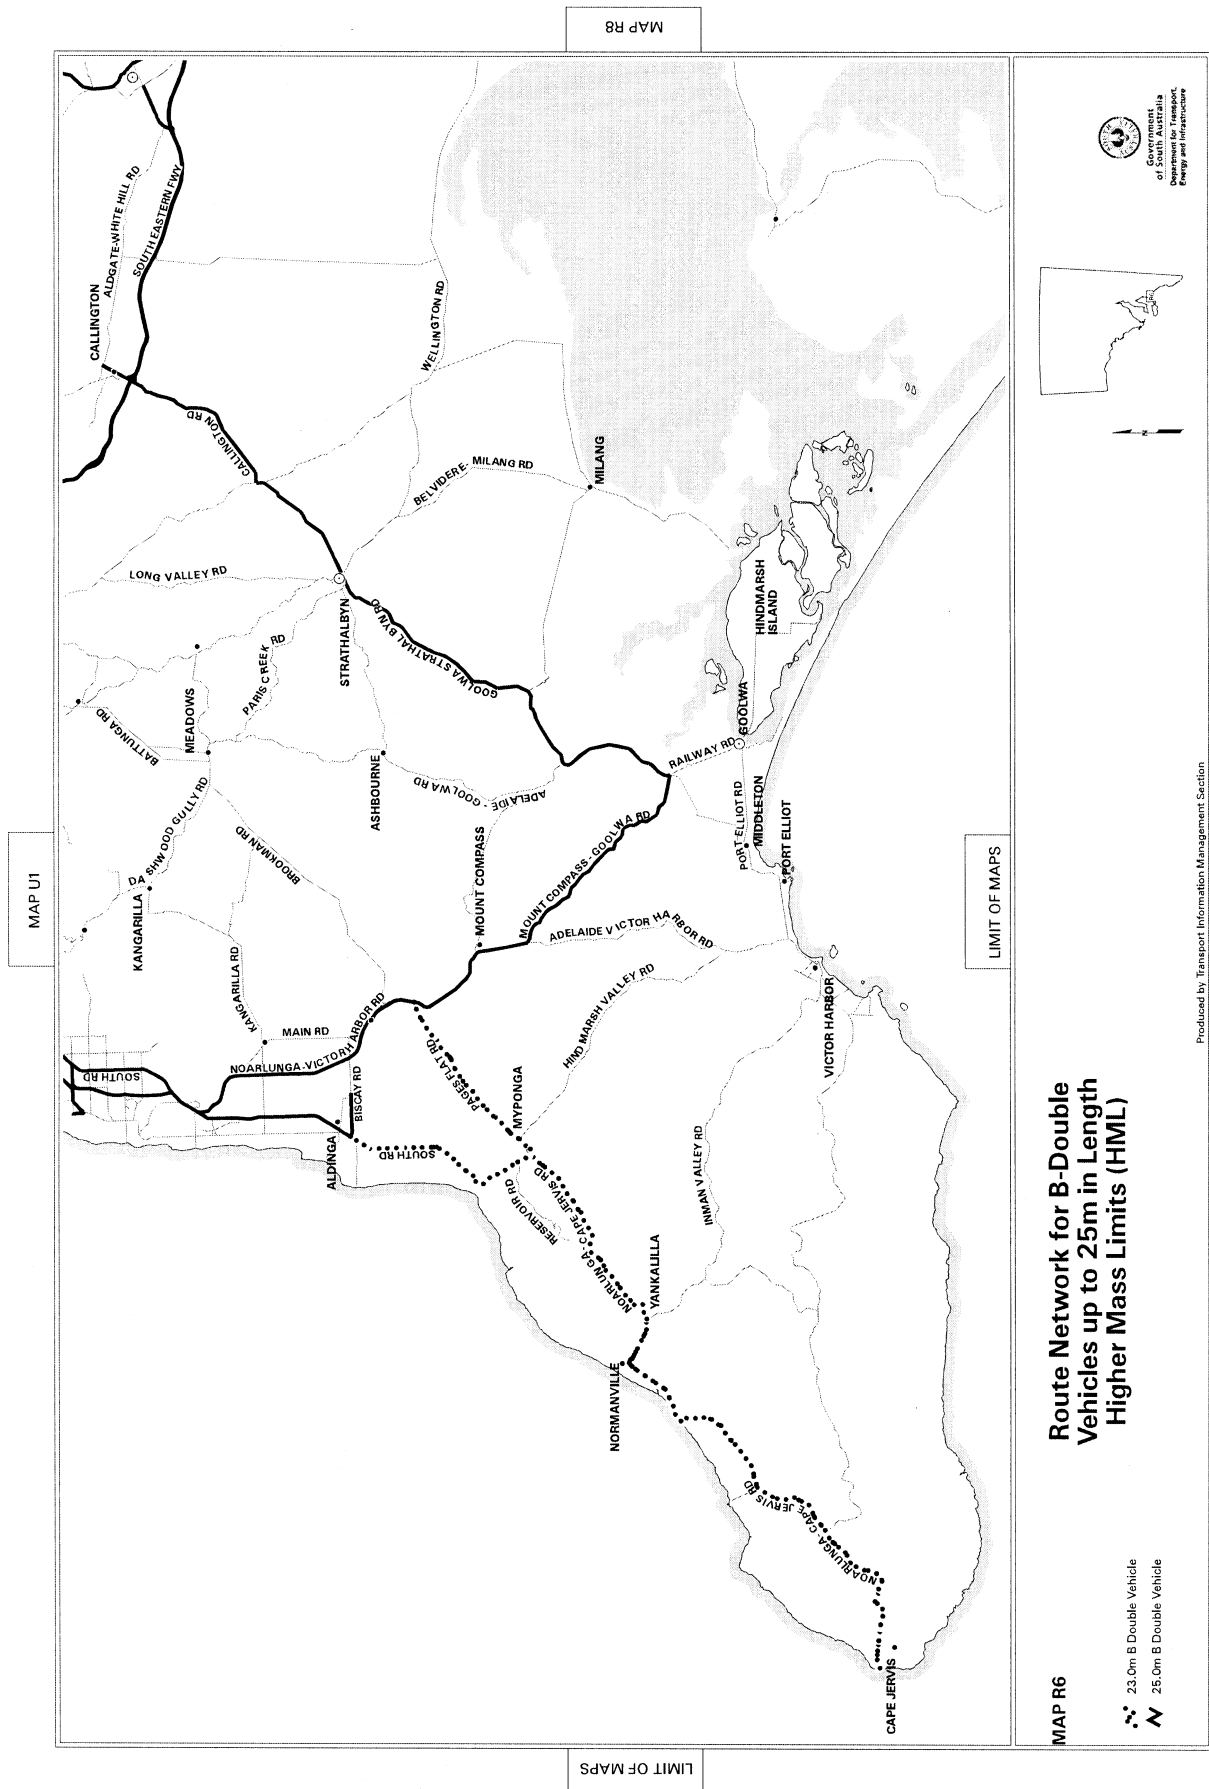 MAP R8
MAP U1
LIMIT OF MAPS
LIMIT OF MAPS
CALLINGTON
ALDGATE-WHITE HILL RD
SOUTH EASTERN FWY
CALLINGTON RD
WELLINGTON RD
BELVIDERE- MILANG RD
MILANG
LONG VALLEY RD
STRATHALBYN
PARIS CREEK RD
GOOLWA STRATHALBYN RD
HINDMARSH
ISLAND
MEADOWS
BATTUNGA RD
ASHBOURNE
ADELAIDE - GOOLWA RD
DASHWOOD GULLY RD
KANGARILLA
BROOKMAN RD
MOUNT COMPASS
MOUNT COMPASS - GOOLWA RD
RAILWAY RD
GOOLWA
PORT ELLIOT RD
MIDDLETON
PORT ELLIOT
KANGARILLA RD
MAIN RD
NOARLUNGA-VICTORH ARBOR RD
ADELAIDE VICTOR HARBOR RD
HIND MARSH VALLEY RD
VICTOR HARBOR
SOUTH RD
BISCAY RD
ALDINGA
PAGES FLAT RD
MYPONGA
SOUTH RD
RESERVOIR RD
NOARLUNGA - CAPE JERVIS RD
INMAN VALLEY RD
YANKALILLA
NORMANVILLE
NOARLUNGA - CAPE JERVIS RD
CAPE JERVIS
Government
of South Australia
Department for Transport,
Energy and Infrastructure
N
R6
Route Network for B-Double
Vehicles up to 25m in Length
Higher Mass Limits (HML)
MAP R6
23.0m B Double Vehicle
25.0m B Double Vehicle
Produced by Transport Information Management Section